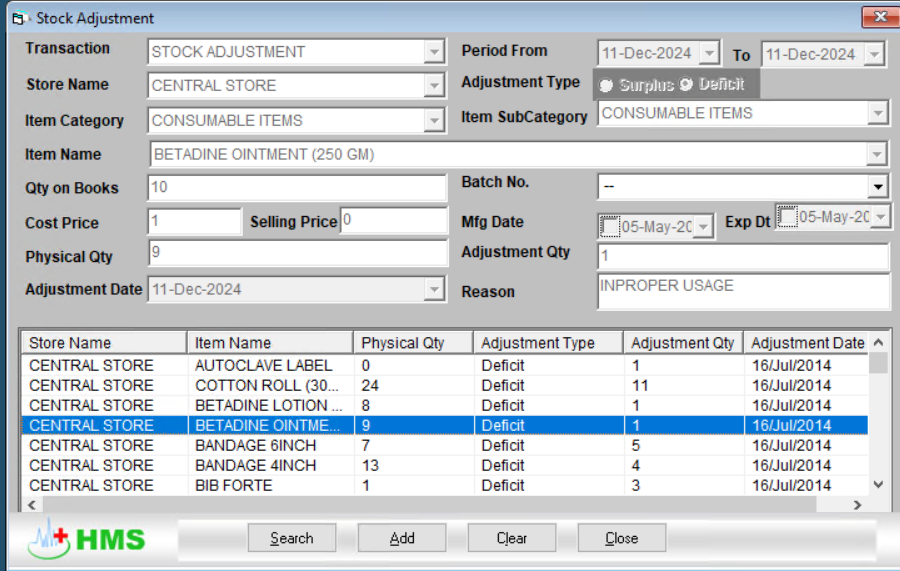 Stock Adjustment
Transaction STOCK ADJUSTMENT Period From 11-Dec-2024 To 11-Dec-2024
Store Name CENTRAL STORE Adjustment Type Surplus Deficit
Item Category CONSUMABLE ITEMS Item SubCategory CONSUMABLE ITEMS
Item Name BETADINE OINTMENT (250 GM)
Qty on Books 10 Batch No. --
Cost Price 1 Selling Price 0 Mfg Date 05-May-20 Exp Dt 05-May-20
Physical Qty 9 Adjustment Qty 1
Adjustment Date 11-Dec-2024 Reason INPROPER USAGE
Store Name Item Name Physical Qty Adjustment Type Adjustment Qty Adjustment Date
CENTRAL STORE AUTOCLAVE LABEL 0 Deficit 1 16/Jul/2014
CENTRAL STORE COTTON ROLL (30... 24 Deficit 11 16/Jul/2014
CENTRAL STORE BETADINE LOTION ... 8 Deficit 1 16/Jul/2014
CENTRAL STORE BETADINE OINTME... 9 Deficit 1 16/Jul/2014
CENTRAL STORE BANDAGE 6INCH 7 Deficit 5 16/Jul/2014
CENTRAL STORE BANDAGE 4INCH 13 Deficit 4 16/Jul/2014
CENTRAL STORE BIB FORTE 1 Deficit 3 16/Jul/2014
HMS Search Add Clear Close